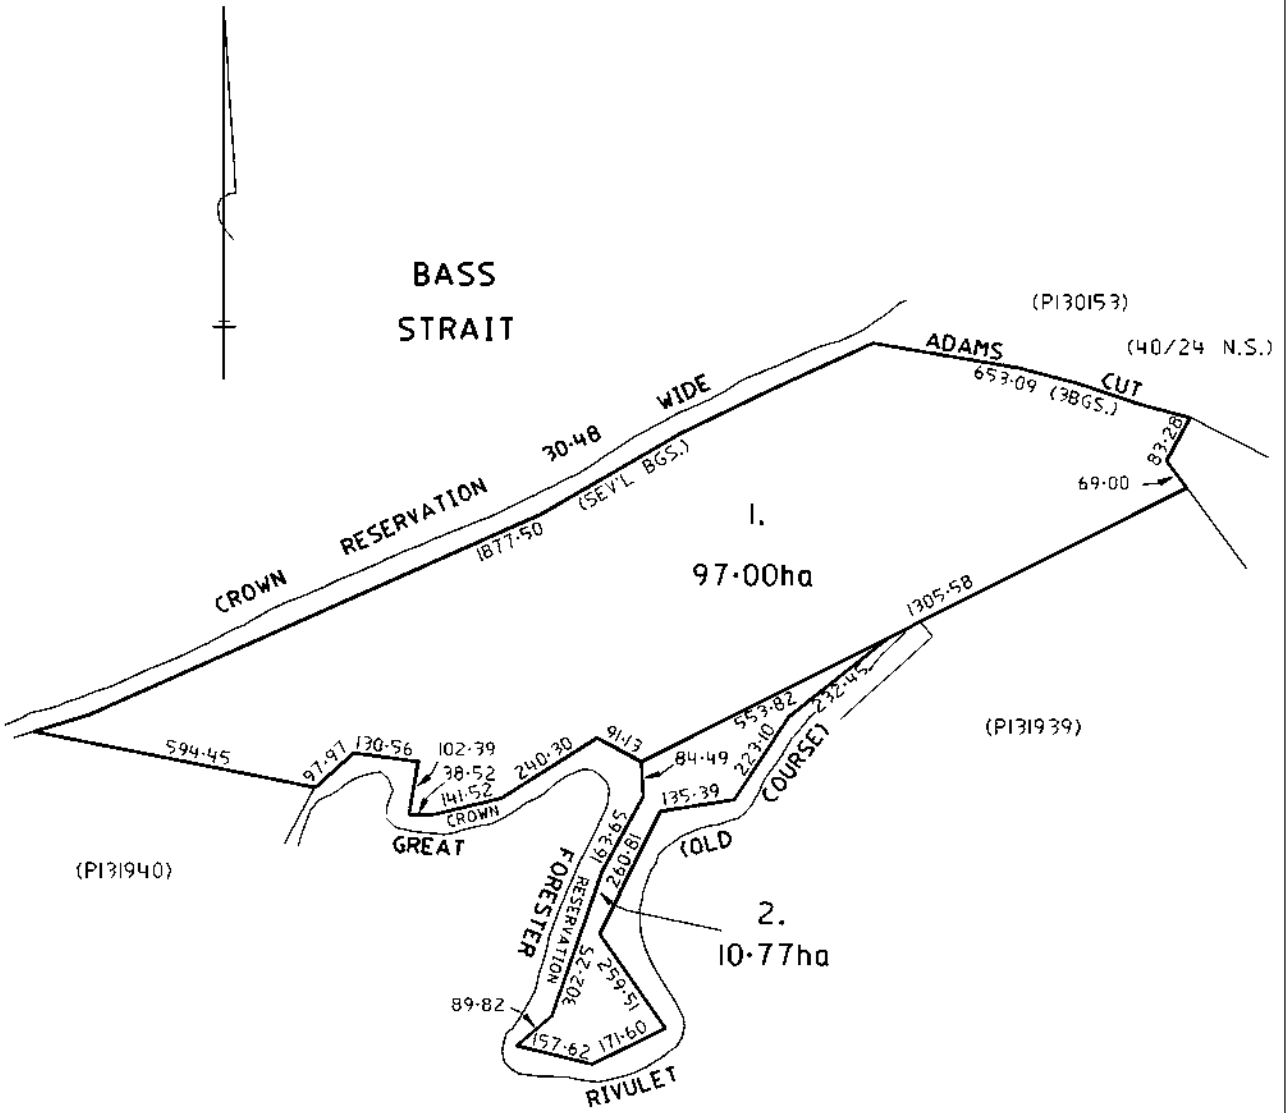 BASS
STRAIT
(P130153)
(40/24 N.S.)
ADAMS CUT
653·09 (3BGS.)
83·28
69·00
CROWN RESERVATION 30·48 WIDE
1877·50 (SEV'L BGS.)
1.
97·00ha
1305·58
594·45
97·97
130·56
102·39
38·52
141·52
240·30
91·13
553·82
232·45
84·49
223·10
135·39
(P131939)
CROWN RESERVATION
GREAT FORESTER RIVULET
(OLD COURSE)
(P131940)
163·65
260·81
2.
10·77ha
302·25
259·51
89·82
157·62
171·60